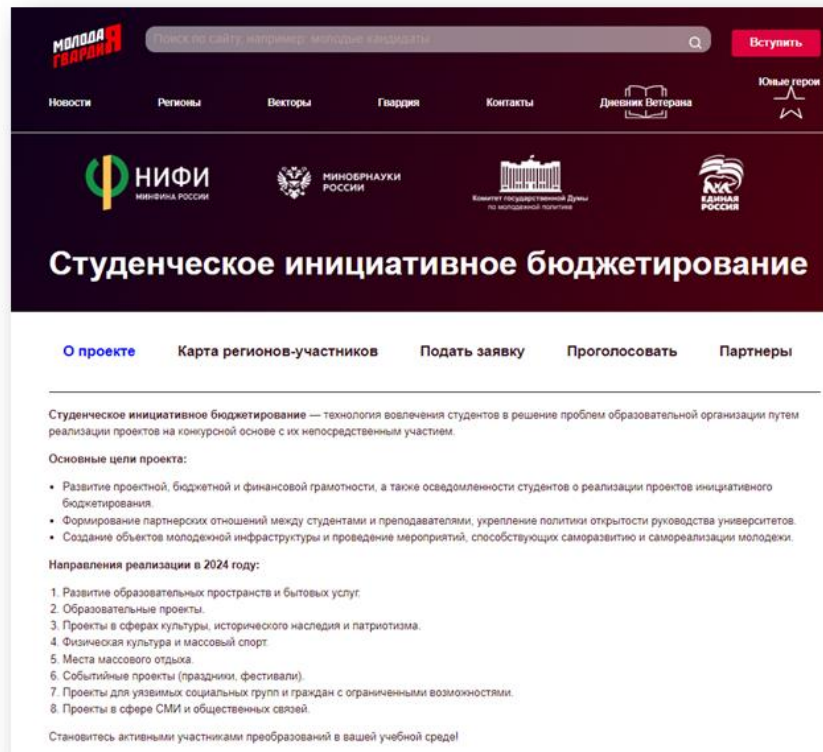 МОЛОДАЯ
ГВАРДИЯ
Поиск по сайту, например: молодые кандидаты
Вступить
Новости
Регионы
Векторы
Гвардия
Контакты
Дневник Ветерана
Юные герои
НИФИ
МИНФИНА РОССИИ
МИНОБРНАУКИ
РОССИИ
Комитет государственной Думы
по молодежной политике
ЕДИНАЯ
РОССИЯ
Студенческое инициативное бюджетирование
О проекте
Карта регионов-участников
Подать заявку
Проголосовать
Партнеры
Студенческое инициативное бюджетирование — технология вовлечения студентов в решение проблем образовательной организации путем
реализации проектов на конкурсной основе с их непосредственным участием.
Основные цели проекта:
• Развитие проектной, бюджетной и финансовой грамотности, а также осведомленности студентов о реализации проектов инициативного
бюджетирования.
• Формирование партнерских отношений между студентами и преподавателями, укрепление политики открытости руководства университетов.
• Создание объектов молодежной инфраструктуры и проведение мероприятий, способствующих саморазвитию и самореализации молодежи.
Направления реализации в 2024 году:
1. Развитие образовательных пространств и бытовых услуг.
2. Образовательные проекты.
3. Проекты в сферах культуры, исторического наследия и патриотизма.
4. Физическая культура и массовый спорт.
5. Места массового отдыха.
6. Событийные проекты (праздники, фестивали).
7. Проекты для уязвимых социальных групп и граждан с ограниченными возможностями.
8. Проекты в сфере СМИ и общественных связей.
Становитесь активными участниками преобразований в вашей учебной среде!